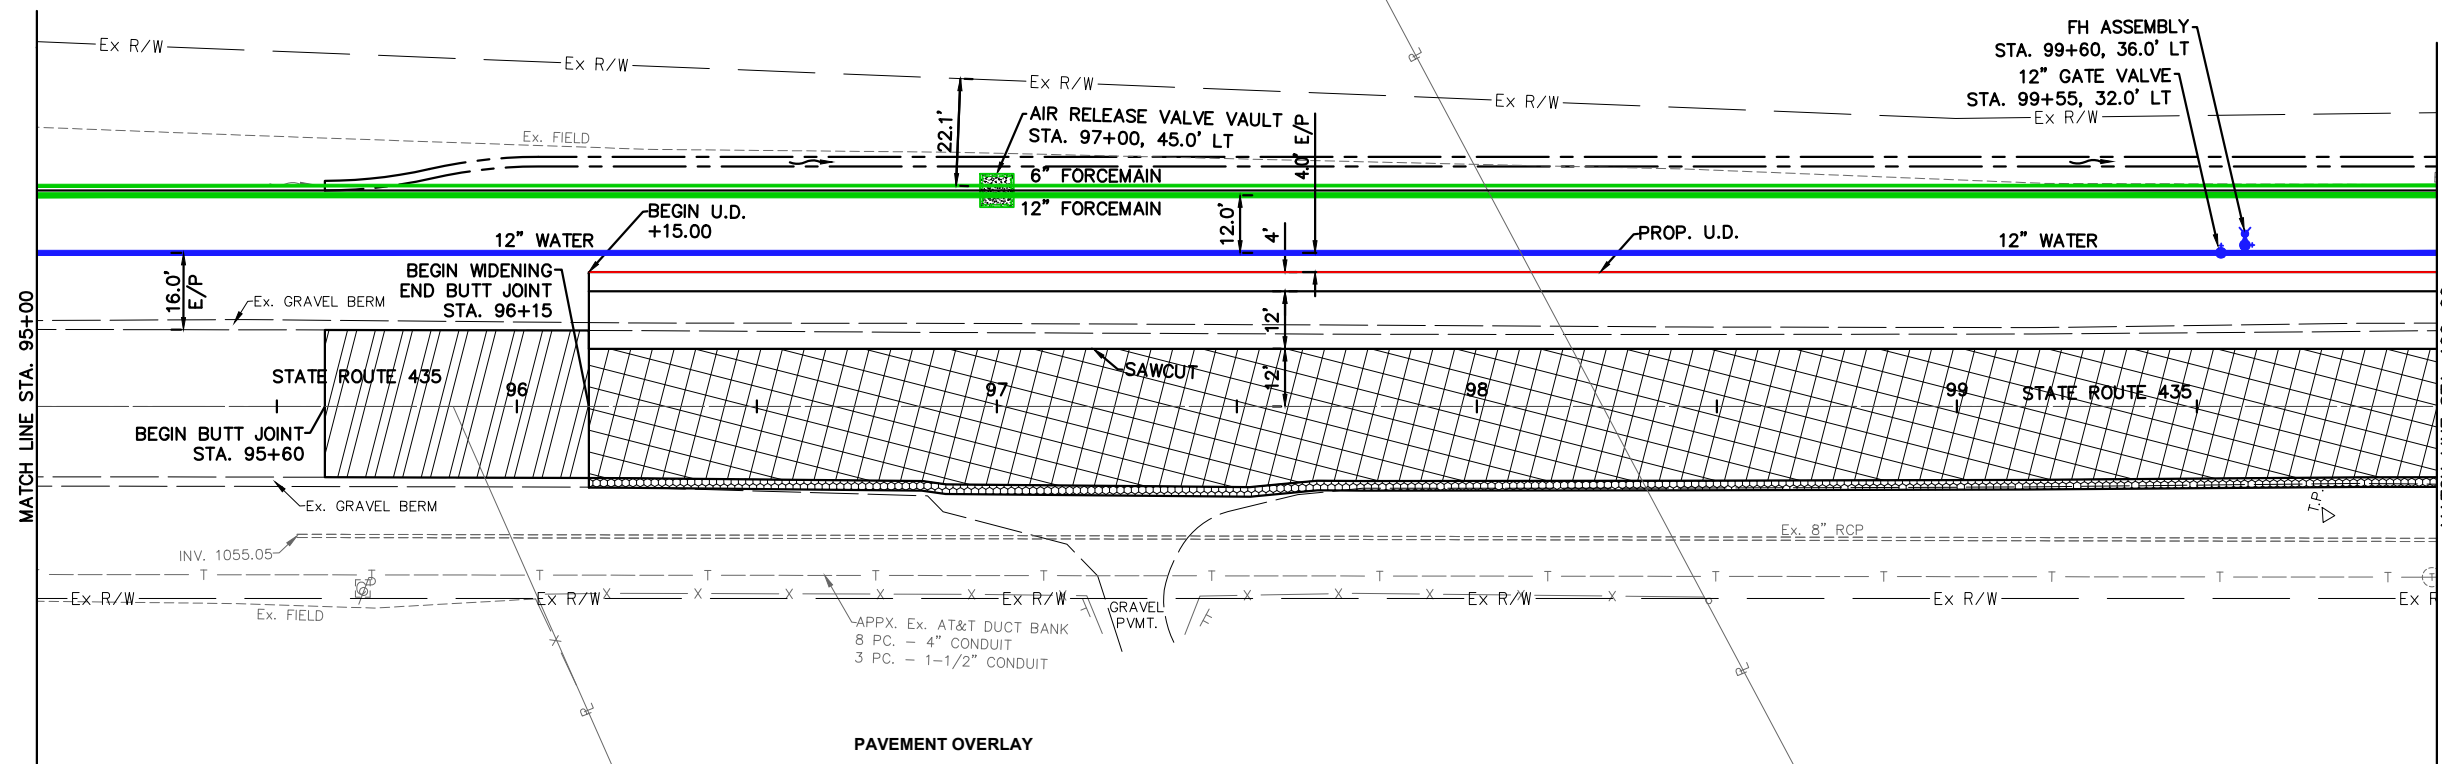 Ex R/W
Ex R/W
Ex R/W
Ex R/W
Ex R/W
FH ASSEMBLY
STA. 99+60, 36.0' LT
12" GATE VALVE
STA. 99+55, 32.0' LT
PL
22.1'
AIR RELEASE VALVE VAULT
STA. 97+00, 45.0' LT
4.0' E/P
Ex. FIELD
6" FORCEMAIN
12" FORCEMAIN
BEGIN U.D.
+15.00
12.0'
4'
12" WATER
PROP. U.D.
12" WATER
16.0'
E/P
BEGIN WIDENING
END BUTT JOINT
STA. 96+15
Ex. GRAVEL BERM
12'
MATCH LINE STA. 95+00
SAWCUT
12'
STATE ROUTE 435
96
97
98
99
STATE ROUTE 435
BEGIN BUTT JOINT
STA. 95+60
Ex. GRAVEL BERM
T.P.
INV. 1055.05
Ex. 8" RCP
T T T T T T T T T T T T T T T
Ex R/W
Ex R/W
Ex R/W
Ex R/W
Ex R/W
X X X X X X X X X
Ex. FIELD
GRAVEL
PVMT.
APPX. Ex. AT&T DUCT BANK
8 PC. – 4" CONDUIT
3 PC. – 1-1/2" CONDUIT
X
PL
PL
PAVEMENT OVERLAY